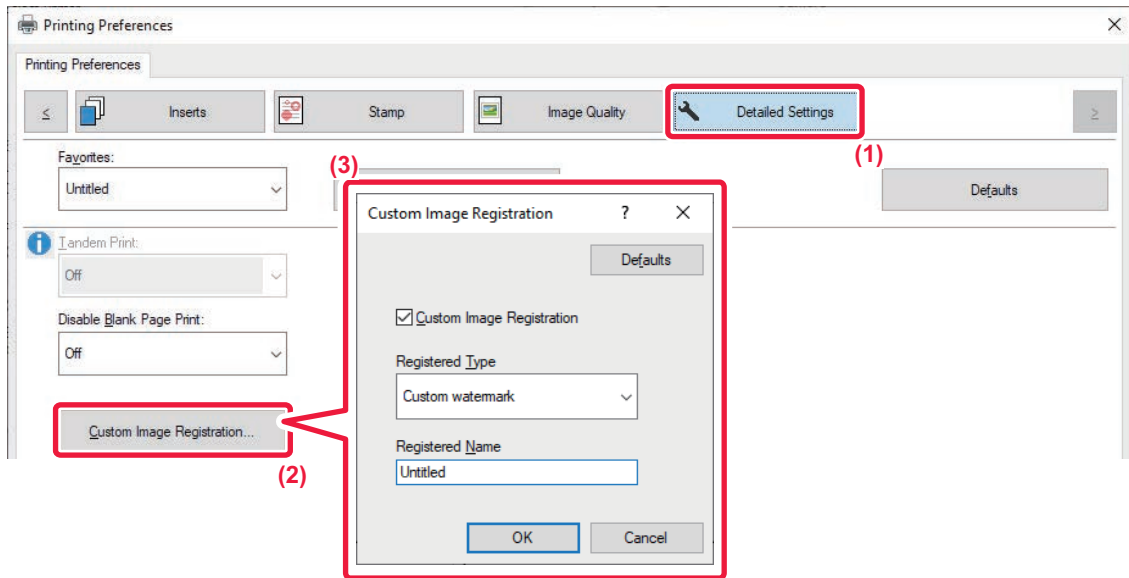 Printing Preferences
Printing Preferences
< Inserts Stamp Image Quality Detailed Settings >
(1)
Favorites:
(3)
Untitled
Defaults
Custom Image Registration ?
Tandem Print:
Defaults
Off
Custom Image Registration
Disable Blank Page Print:
Off
Registered Type
Custom watermark
Custom Image Registration...
Registered Name
(2)
Untitled
OK Cancel